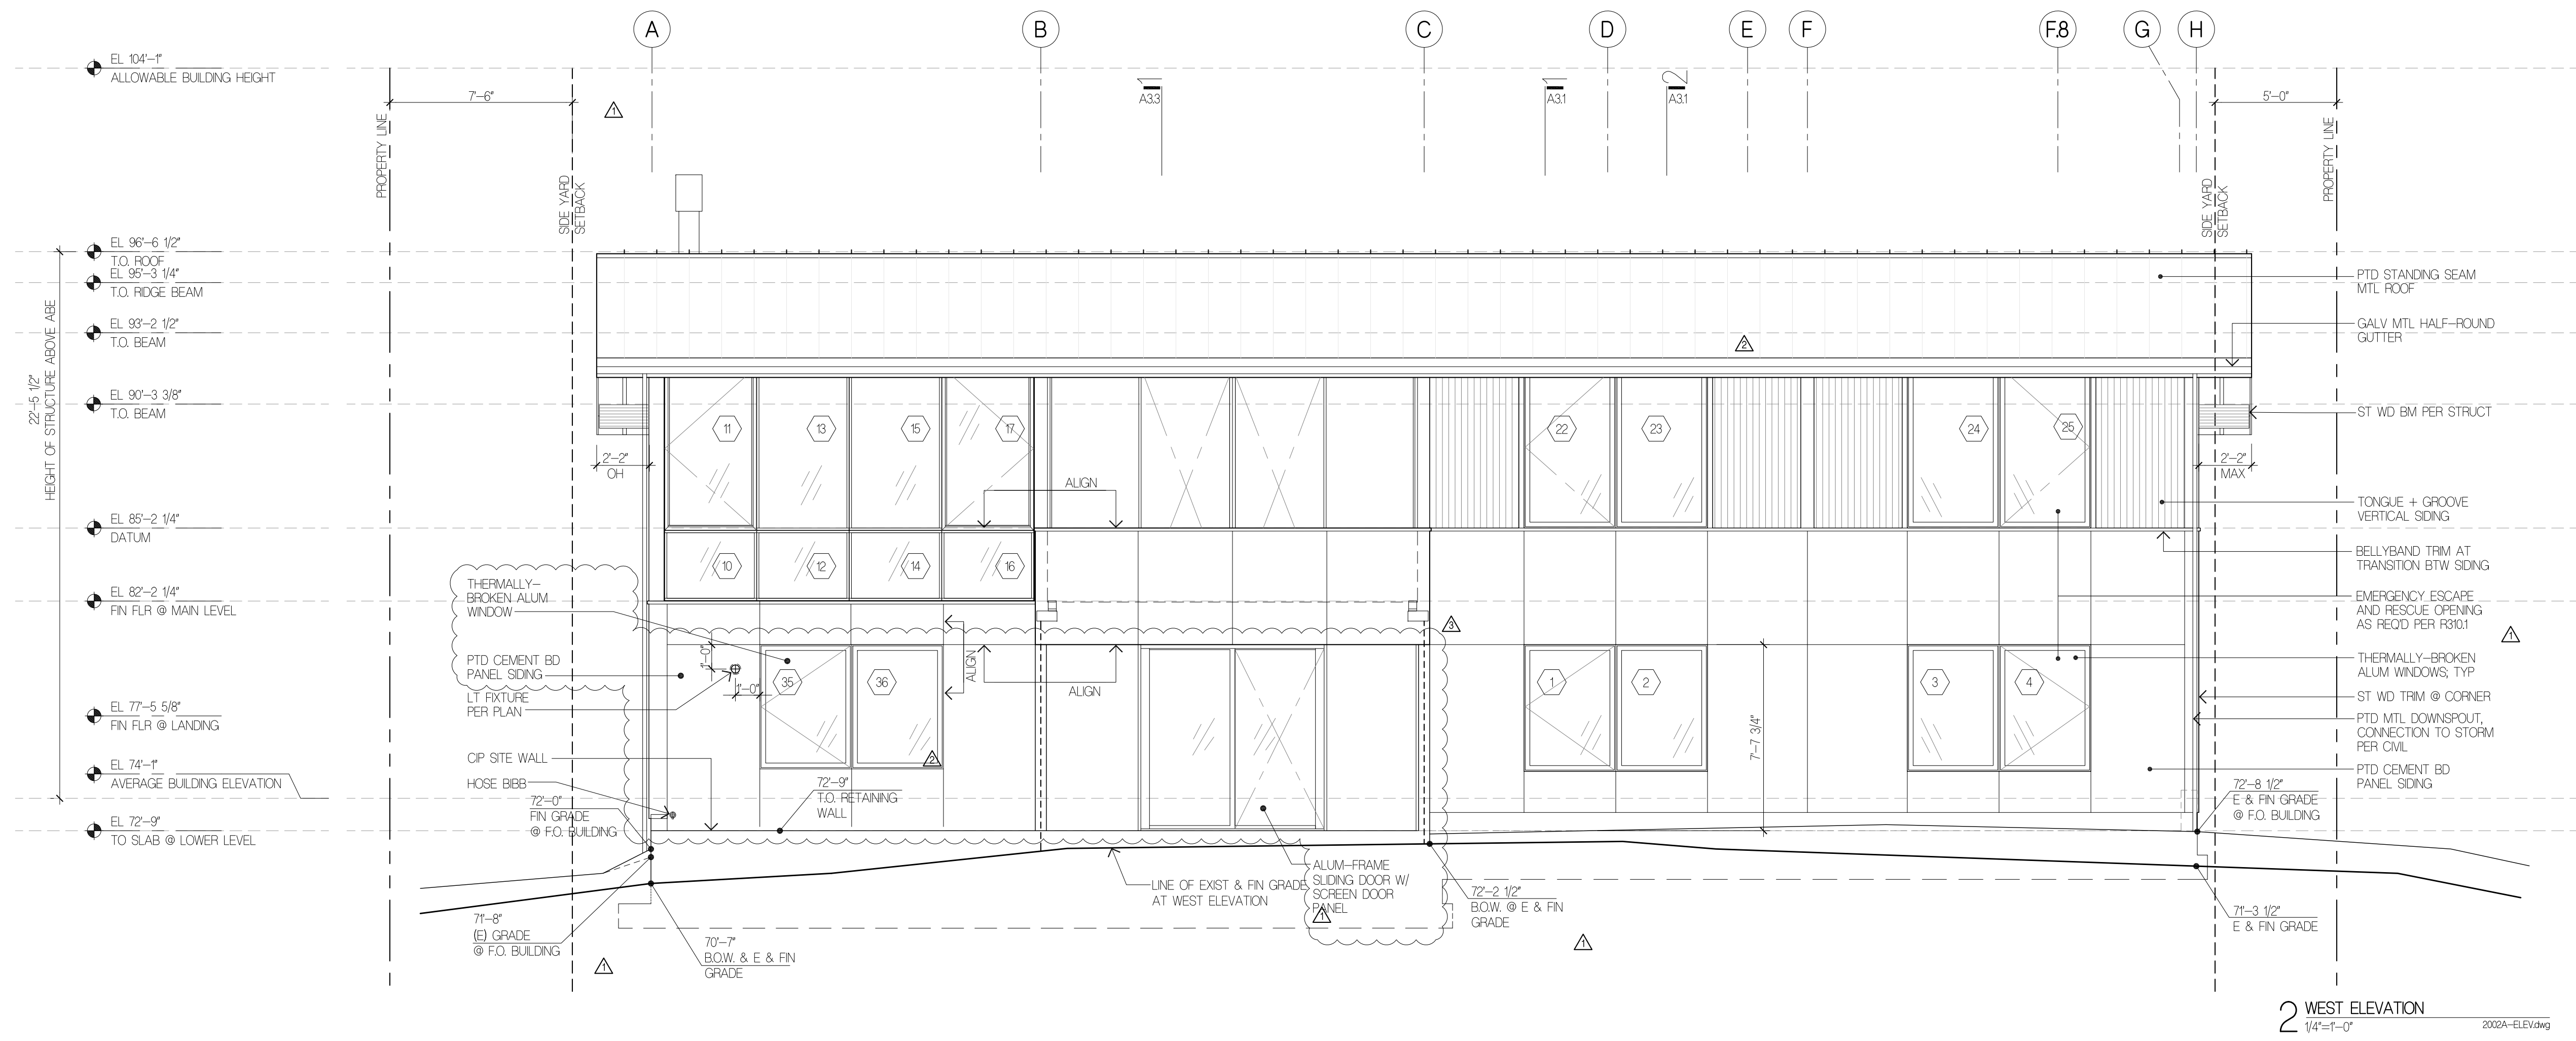 A
B
C
D
E
F
F.8
G
H
EL 104'-1"
ALLOWABLE BUILDING HEIGHT
7'-6"
5'-0"
1
1
A3.3
1
A3.1
2
A3.1
PROPERTY LINE
SIDE YARD
SETBACK
SIDE YARD
SETBACK
PROPERTY LINE
EL 96'-6 1/2"
T.O. ROOF
EL 95'-3 1/4"
T.O. RIDGE BEAM
EL 93'-2 1/2"
T.O. BEAM
EL 90'-3 3/8"
T.O. BEAM
EL 85'-2 1/4"
DATUM
EL 82'-2 1/4"
FIN FLR @ MAIN LEVEL
EL 77'-5 5/8"
FIN FLR @ LANDING
EL 74'-1"
AVERAGE BUILDING ELEVATION
EL 72'-9"
TO SLAB @ LOWER LEVEL
22'-5 1/2"
HEIGHT OF STRUCTURE ABOVE ABE
2
11
13
15
17
22
23
24
25
2'-2"
OH
2'-2"
MAX
ALIGN
10
12
14
16
THERMALLY-
BROKEN ALUM
WINDOW
PTD CEMENT BD
PANEL SIDING
LT FIXTURE
PER PLAN
CIP SITE WALL
HOSE BIBB
72'-0"
FIN GRADE
@ F.O. BUILDING
1'-0"
1'-0"
35
36
2
ALIGN
ALIGN
3
1
2
3
4
7'-7 3/4"
72'-9"
T.O. RETAINING
WALL
PTD STANDING SEAM
MTL ROOF
GALV MTL HALF-ROUND
GUTTER
ST WD BM PER STRUCT
TONGUE + GROOVE
VERTICAL SIDING
BELLYBAND TRIM AT
TRANSITION BTW SIDING
EMERGENCY ESCAPE
AND RESCUE OPENING
AS REQ'D PER R310.1
1
THERMALLY-BROKEN
ALUM WINDOWS; TYP
ST WD TRIM @ CORNER
PTD MTL DOWNSPOUT,
CONNECTION TO STORM
PER CIVIL
PTD CEMENT BD
PANEL SIDING
72'-8 1/2"
E & FIN GRADE
@ F.O. BUILDING
71'-8"
(E) GRADE
@ F.O. BUILDING
1
70'-7"
B.O.W. & E & FIN
GRADE
LINE OF EXIST & FIN GRADE
AT WEST ELEVATION
ALUM-FRAME
SLIDING DOOR W/
SCREEN DOOR
PANEL
1
72'-2 1/2"
B.O.W. @ E & FIN
GRADE
1
71'-3 1/2"
E & FIN GRADE
2 WEST ELEVATION
1/4"=1'-0"
2002A-ELEV.dwg